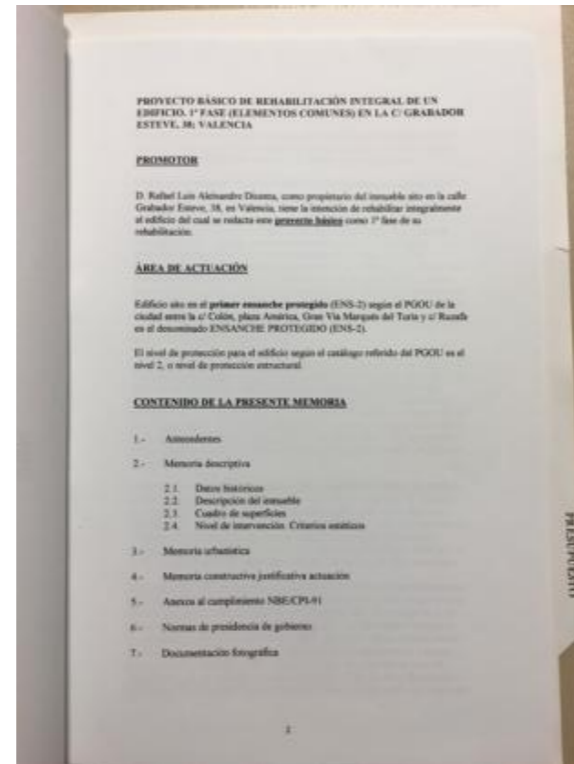 PROYECTO BÁSICO DE REHABILITACIÓN INTEGRAL DE UN
EDIFICIO. 1ª FASE (ELEMENTOS COMUNES) EN LA C/ GRABADOR
ESTEVE, 38; VALENCIA
PROMOTOR
D. Rafael Luis Aleixandre como propietario del inmueble sito en la calle
Grabador Esteve, 38, en Valencia, tiene la intención de rehabilitar integralmente
el edificio del cual se redacta este proyecto básico como 1ª fase de su
rehabilitación.
ÁREA DE ACTUACIÓN
Edificio sito en el primer ensanche protegido (ENS-2) según el PGOU de la
ciudad entre la c/ Colón, plaza América, Gran Vía Marqués del Turia y c/ Ruzafa
en el denominado ENSANCHE PROTEGIDO (ENS-2).
El nivel de protección para el edificio según el catálogo referido del PGOU es el
nivel 2, o nivel de protección estructural.
CONTENIDO DE LA PRESENTE MEMORIA
1.- Antecedentes
2.- Memoria descriptiva
2.1. Datos históricos
2.2. Descripción del inmueble
2.3. Cuadro de superficies
2.4. Nivel de intervención. Criterios estéticos
3.- Memoria urbanística
4.- Memoria constructiva justificativa actuación
5.- Anexos al cumplimiento NBE/CPI-91
6.- Normas de presidencia de gobierno
7.- Documentación fotográfica
2
PRESUPUESTO